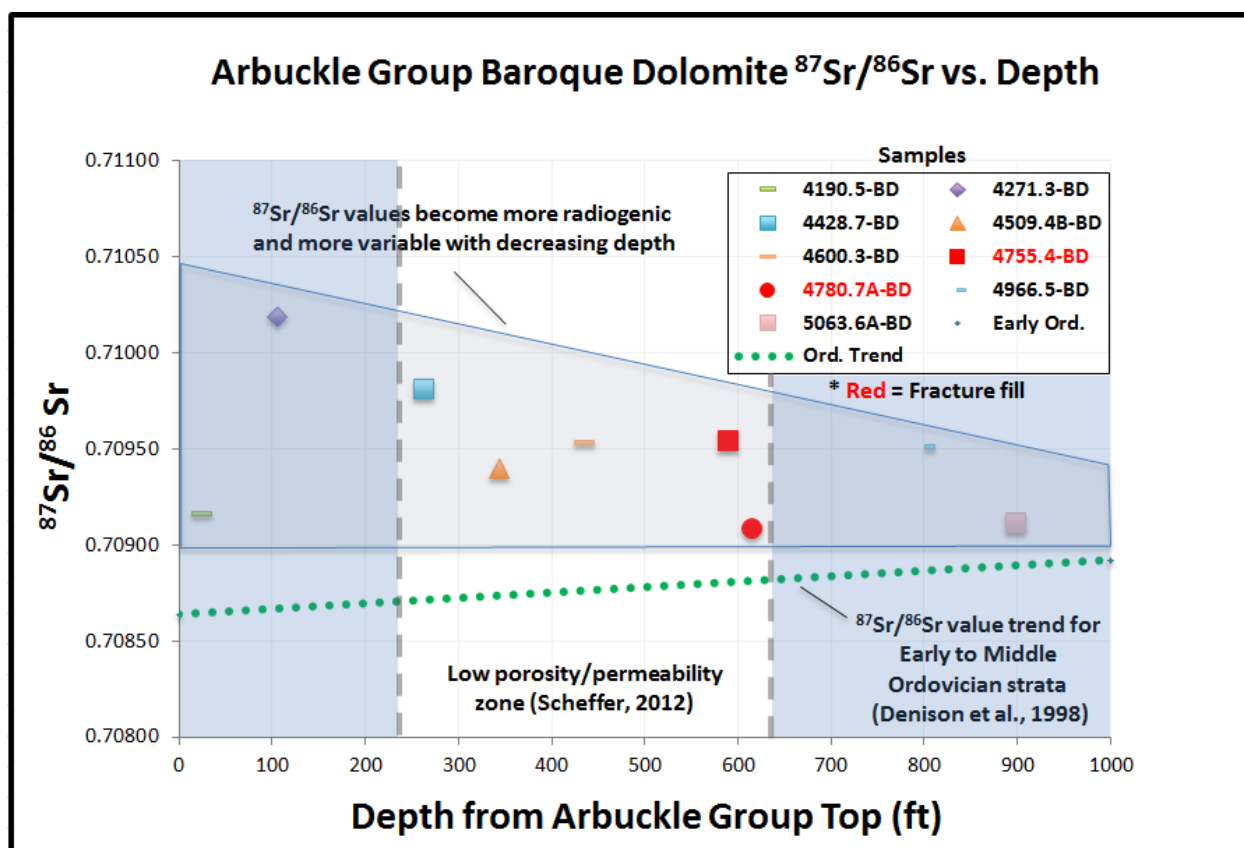 Arbuckle Group Baroque Dolomite ⁸⁷Sr/⁸⁶Sr vs. Depth
Samples
4190.5-BD
4271.3-BD
4428.7-BD
4509.4B-BD
4600.3-BD
4755.4-BD
4780.7A-BD
4966.5-BD
5063.6A-BD
Early Ord.
Ord. Trend
* Red = Fracture fill
⁸⁷Sr/⁸⁶Sr values become more radiogenic
and more variable with decreasing depth
0.71100
0.71050
0.71000
0.70950
0.70900
0.70850
0.70800
⁸⁷Sr/⁸⁶ Sr
Low porosity/permeability
zone (Scheffer, 2012)
⁸⁷Sr/⁸⁶Sr value trend for
Early to Middle
Ordovician strata
(Denison et al., 1998)
0
100
200
300
400
500
600
700
800
900
1000
Depth from Arbuckle Group Top (ft)